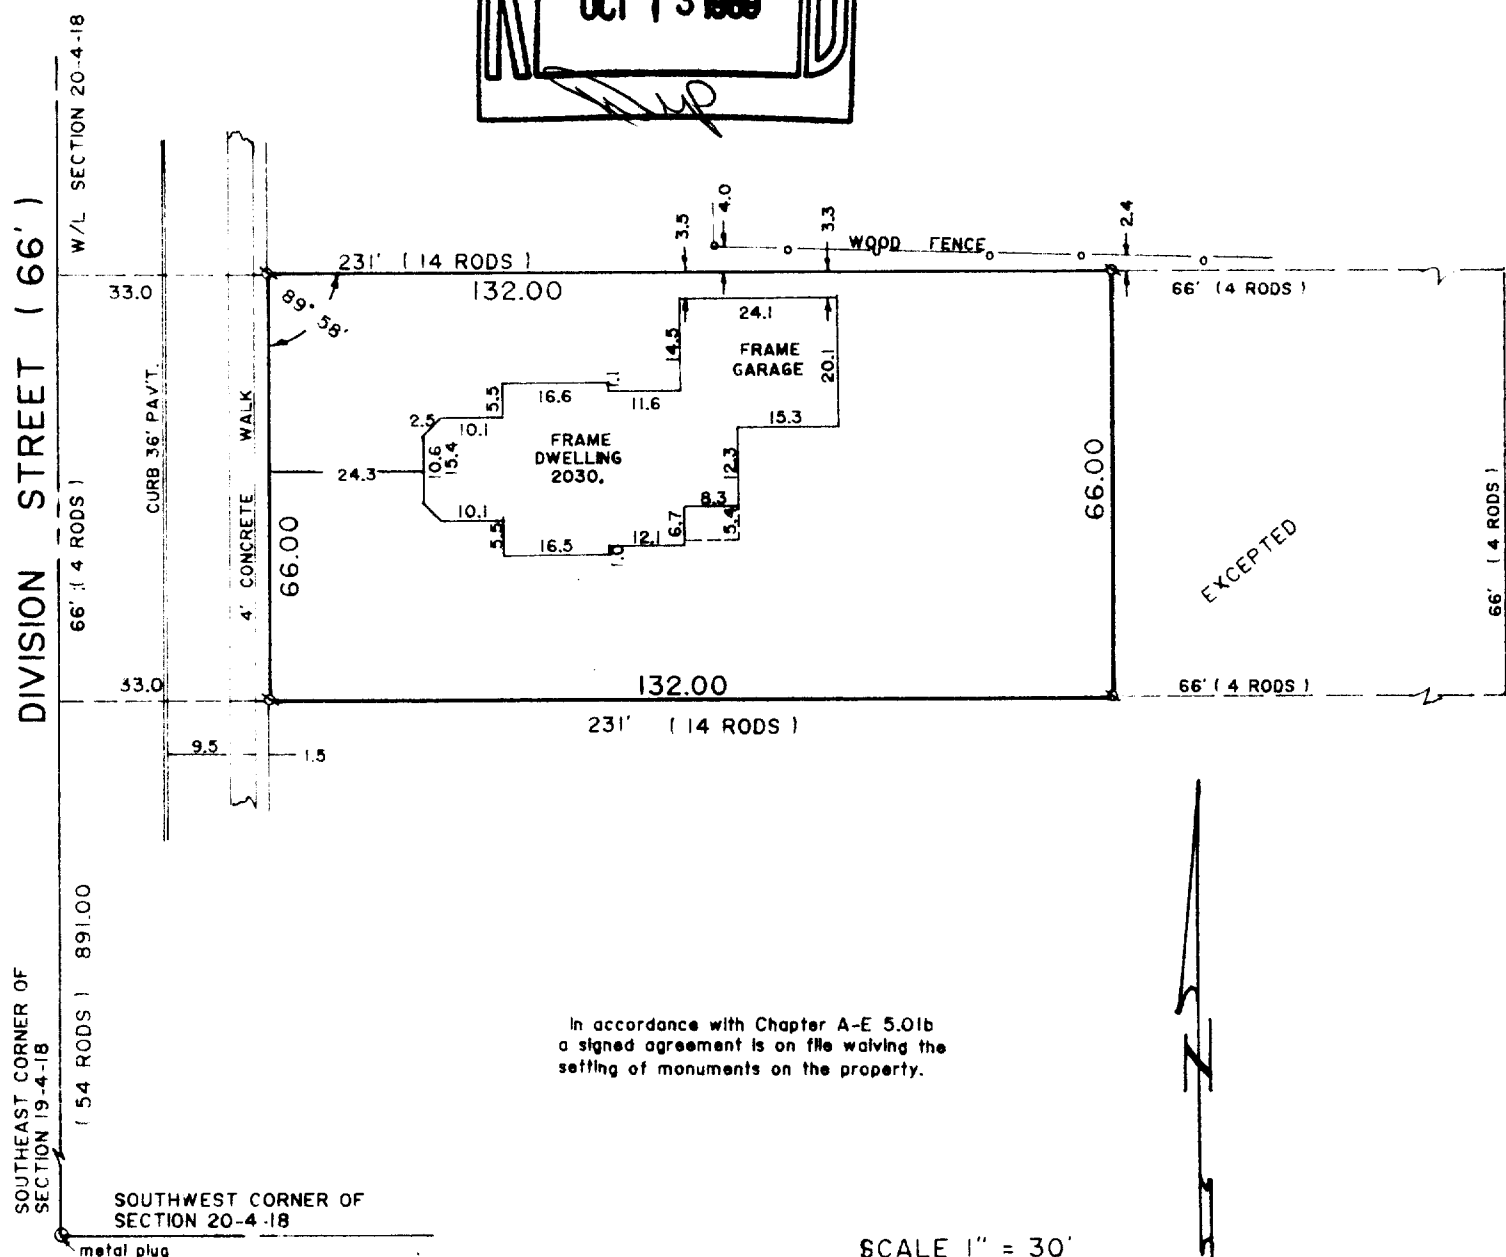 OCT 13 1989
W/L SECTION 20-4-18
DIVISION STREET (66')
33.0
231' (14 RODS)
132.00
89° 58'
3.5
4.0
3.3
2.4
WOOD FENCE
66' (4 RODS)
CURB 36' PAV'T.
4' CONCRETE WALK
66' (4 RODS)
66.00
24.3
2.5
10.1
5.5
16.6
1.1
11.6
14.5
24.1
FRAME
GARAGE
20.1
15.3
10.6
15.4
FRAME
DWELLING
2030.
12.3
8.3
5.4
6.7
10.1
5.5
16.5
1.0
12.1
66.00
EXCEPTED
66' (4 RODS)
33.0
132.00
231' (14 RODS)
66' (4 RODS)
9.5
1.5
(54 RODS) 891.00
In accordance with Chapter A-E 5.01b
a signed agreement is on file waiving the
setting of monuments on the property.
SOUTHEAST CORNER OF
SECTION 19-4-18
SOUTHWEST CORNER OF
SECTION 20-4-18
metal plug
N
SCALE 1" = 30'